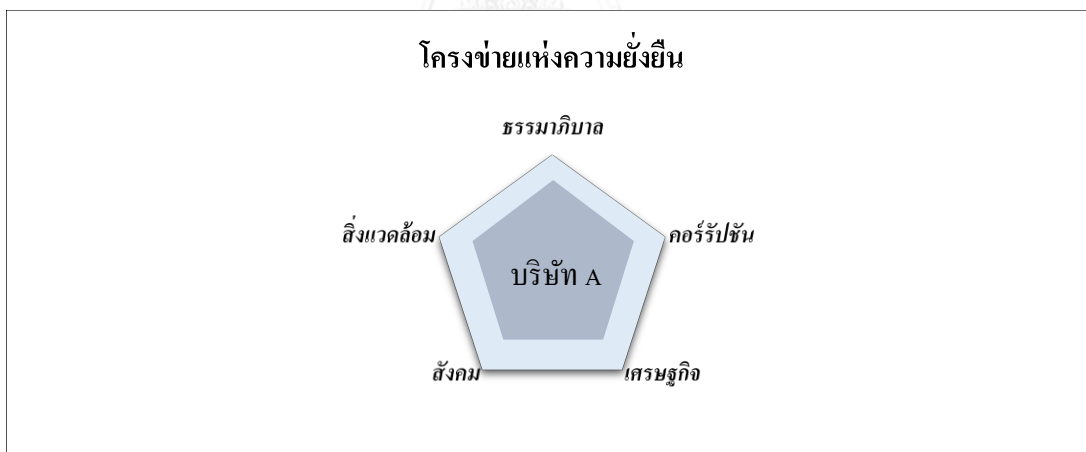 โครงข่ายแห่งความยั่งยืน
ธรรมาภิบาล
สิ่งแวดล้อม
คอร์รัปชัน
บริษัท A
สังคม
เศรษฐกิจ